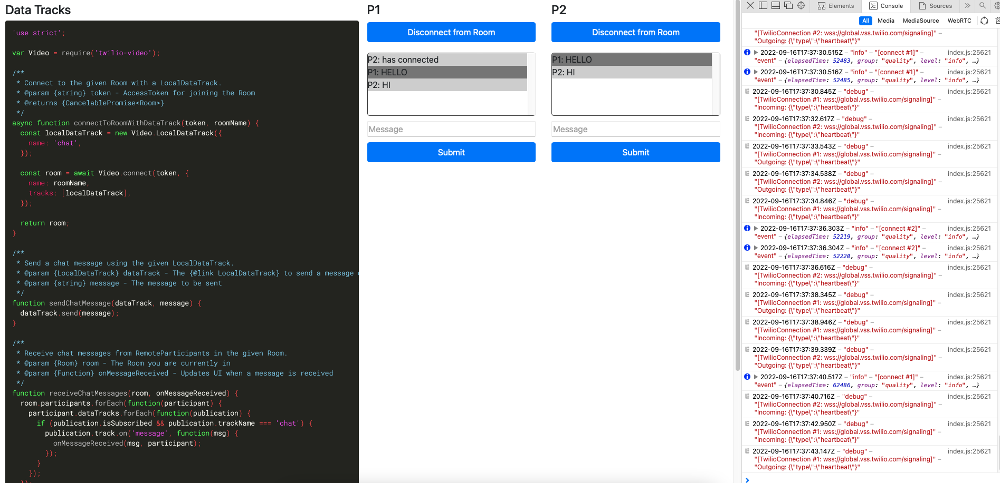 Data Tracks
'use strict';
var Video = require('twilio-video');
/**
* Connect to the given Room with a LocalDataTrack.
* @param {string} token - AccessToken for joining the Room
* @returns {CancelablePromise<Room>}
*/
async function connectToRoomWithDataTrack(token, roomName) {
const localDataTrack = new Video.LocalDataTrack({
name: 'chat',
});
const room = await Video.connect(token, {
name: roomName,
tracks: [localDataTrack],
});
return room;
}
/**
* Send a chat message using the given LocalDataTrack.
* @param {LocalDataTrack} dataTrack - The {@link LocalDataTrack} to send a message
* @param {string} message - The message to be sent
*/
function sendChatMessage(dataTrack, message) {
dataTrack.send(message);
}
/**
* Receive chat messages from RemoteParticipants in the given Room.
* @param {Room} room - The Room you are currently in
* @param {Function} onMessageReceived - Updates UI when a message is received
*/
function receiveChatMessages(room, onMessageReceived) {
room.participants.forEach(function(participant) {
participant.dataTracks.forEach(function(publication) {
if (publication.isSubscribed && publication.trackName === 'chat') {
publication.track.on('message', function(msg) {
onMessageReceived(msg, participant);
});
}
});
P1
Disconnect from Room
P2: has connected
P1: HELLO
P2: HI
Message
Submit
P2
Disconnect from Room
P1: HELLO
P2: HI
Message
Submit
Elements Console Sources
All Media MediaSource WebRTC
"[TwilioConnection #2: wss://global.vss.twilio.com/signaling]" –
"Outgoing: {\"type\":\"heartbeat\"}"
2022-09-16T17:37:30.515Z – "info" – "[connect #1]" – index.js:25621
"event" – {elapsedTime: 52483, group: "quality", level: "info", …}
2022-09-16T17:37:30.516Z – "info" – "[connect #1]" – index.js:25621
"event" – {elapsedTime: 52485, group: "quality", level: "info", …}
2022-09-16T17:37:30.845Z – "debug" – index.js:25621
"[TwilioConnection #1: wss://global.vss.twilio.com/signaling]" –
"Incoming: {\"type\":\"heartbeat\"}"
2022-09-16T17:37:32.617Z – "debug" – index.js:25621
"[TwilioConnection #2: wss://global.vss.twilio.com/signaling]" –
"Incoming: {\"type\":\"heartbeat\"}"
2022-09-16T17:37:33.543Z – "debug" – index.js:25621
"[TwilioConnection #1: wss://global.vss.twilio.com/signaling]" –
"Outgoing: {\"type\":\"heartbeat\"}"
2022-09-16T17:37:34.538Z – "debug" – index.js:25621
"[TwilioConnection #2: wss://global.vss.twilio.com/signaling]" –
"Outgoing: {\"type\":\"heartbeat\"}"
2022-09-16T17:37:34.846Z – "debug" – index.js:25621
"[TwilioConnection #1: wss://global.vss.twilio.com/signaling]" –
"Incoming: {\"type\":\"heartbeat\"}"
2022-09-16T17:37:36.303Z – "info" – "[connect #2]" – index.js:25621
"event" – {elapsedTime: 52219, group: "quality", level: "info", …}
2022-09-16T17:37:36.304Z – "info" – "[connect #2]" – index.js:25621
"event" – {elapsedTime: 52220, group: "quality", level: "info", …}
2022-09-16T17:37:36.616Z – "debug" – index.js:25621
"[TwilioConnection #2: wss://global.vss.twilio.com/signaling]" –
"Incoming: {\"type\":\"heartbeat\"}"
2022-09-16T17:37:38.345Z – "debug" – index.js:25621
"[TwilioConnection #1: wss://global.vss.twilio.com/signaling]" –
"Outgoing: {\"type\":\"heartbeat\"}"
2022-09-16T17:37:38.946Z – "debug" – index.js:25621
"[TwilioConnection #1: wss://global.vss.twilio.com/signaling]" –
"Incoming: {\"type\":\"heartbeat\"}"
2022-09-16T17:37:39.339Z – "debug" – index.js:25621
"[TwilioConnection #2: wss://global.vss.twilio.com/signaling]" –
"Outgoing: {\"type\":\"heartbeat\"}"
2022-09-16T17:37:40.517Z – "info" – "[connect #1]" – index.js:25621
"event" – {elapsedTime: 62486, group: "quality", level: "info", …}
2022-09-16T17:37:40.716Z – "debug" – index.js:25621
"[TwilioConnection #2: wss://global.vss.twilio.com/signaling]" –
"Incoming: {\"type\":\"heartbeat\"}"
2022-09-16T17:37:42.950Z – "debug" – index.js:25621
"[TwilioConnection #1: wss://global.vss.twilio.com/signaling]" –
"Incoming: {\"type\":\"heartbeat\"}"
2022-09-16T17:37:43.147Z – "debug" – index.js:25621
"[TwilioConnection #1: wss://global.vss.twilio.com/signaling]" –
"Outgoing: {\"type\":\"heartbeat\"}"